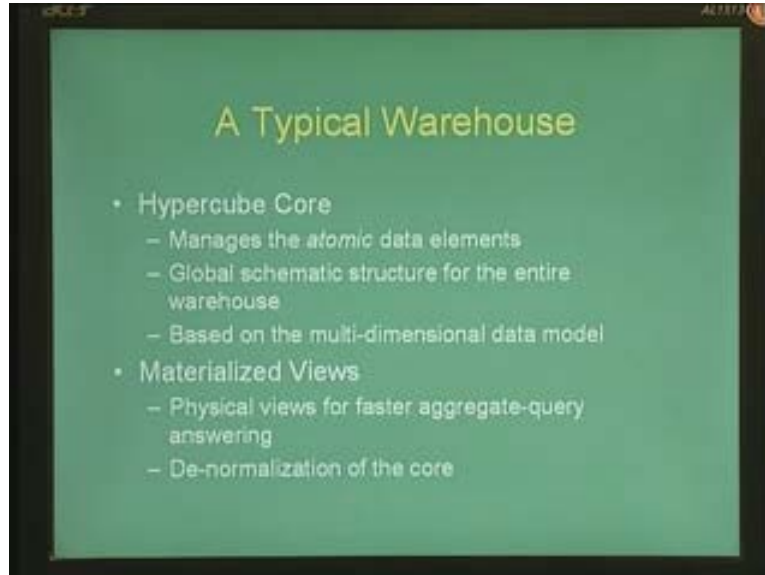 A Typical Warehouse
• Hypercube Core
– Manages the atomic data elements
– Global schematic structure for the entire
warehouse
– Based on the multi-dimensional data model
• Materialized Views
– Physical views for faster aggregate-query
answering
– De-normalization of the core